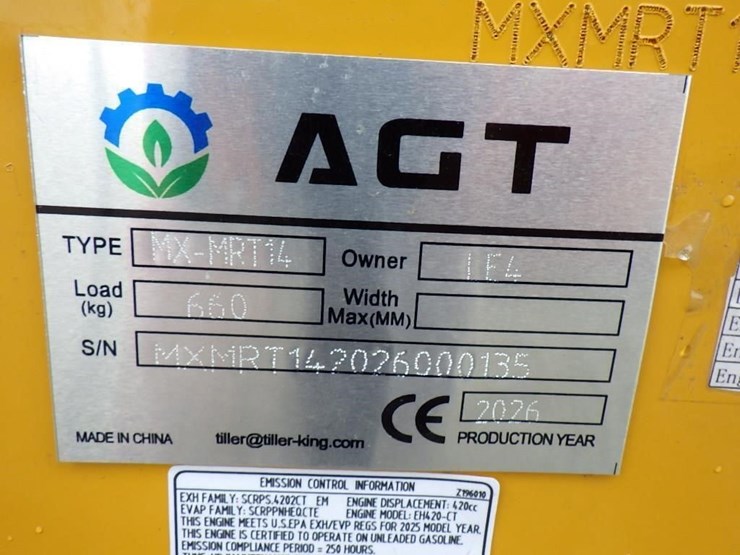 MXMRT1
AGT
TYPE MX-MRT14 Owner LE4
Load (kg) 660 Width Max(MM)
S/N MXMRT142026000135
CE 2026
MADE IN CHINA tiller@tiller-king.com PRODUCTION YEAR
EMISSION CONTROL INFORMATION Z196010
EXH FAMILY: SCRPS.4202CT EM ENGINE DISPLACEMENT: 420cc
EVAP FAMILY: SCRPPNHEQCTE ENGINE MODEL: EH420-CT
THIS ENGINE MEETS U.S.EPA EXH/EVP REGS FOR 2025 MODEL YEAR.
THIS ENGINE IS CERTIFIED TO OPERATE ON UNLEADED GASOLINE.
EMISSION COMPLIANCE PERIOD = 250 HOURS.